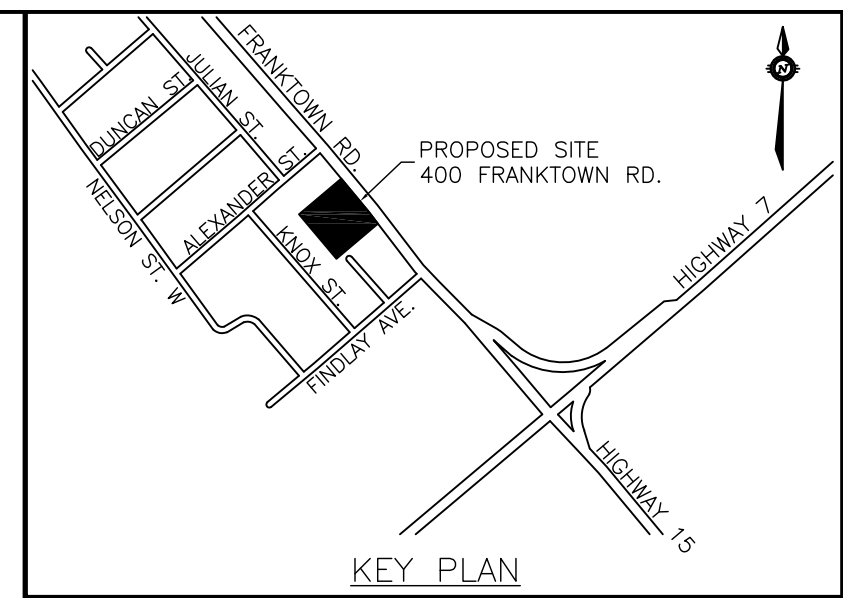 FRANKTOWN RD.
JULIAN ST.
DUNCAN ST.
N
PROPOSED SITE
400 FRANKTOWN RD.
ALEXANDER ST.
NELSON ST. W
KNOX ST.
HIGHWAY 7
FINDLAY AVE.
HIGHWAY 15
KEY PLAN